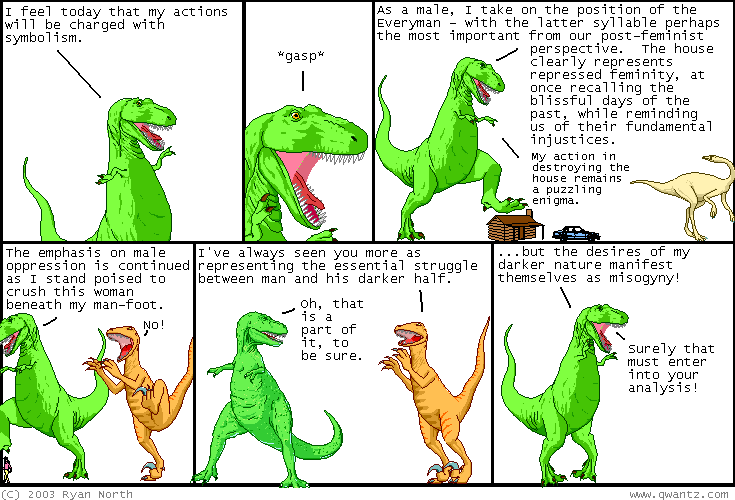 I feel today that my actions
will be charged with
symbolism.
*gasp*
As a male, I take on the position of the
Everyman - with the latter syllable perhaps
the most important from our post-feminist
perspective. The house
clearly represents
repressed feminity, at
once recalling the
blissful days of the
past, while reminding
us of their fundamental
injustices.
My action in
destroying the
house remains
a puzzling
enigma.
The emphasis on male
oppression is continued
as I stand poised to
crush this woman
beneath my man-foot.
No!
I've always seen you more as
representing the essential struggle
between man and his darker half.
Oh, that
is a
part of
it, to
be sure.
...but the desires of my
darker nature manifest
themselves as misogyny!
Surely that
must enter
into your
analysis!
(C) 2003 Ryan North
www.qwantz.com